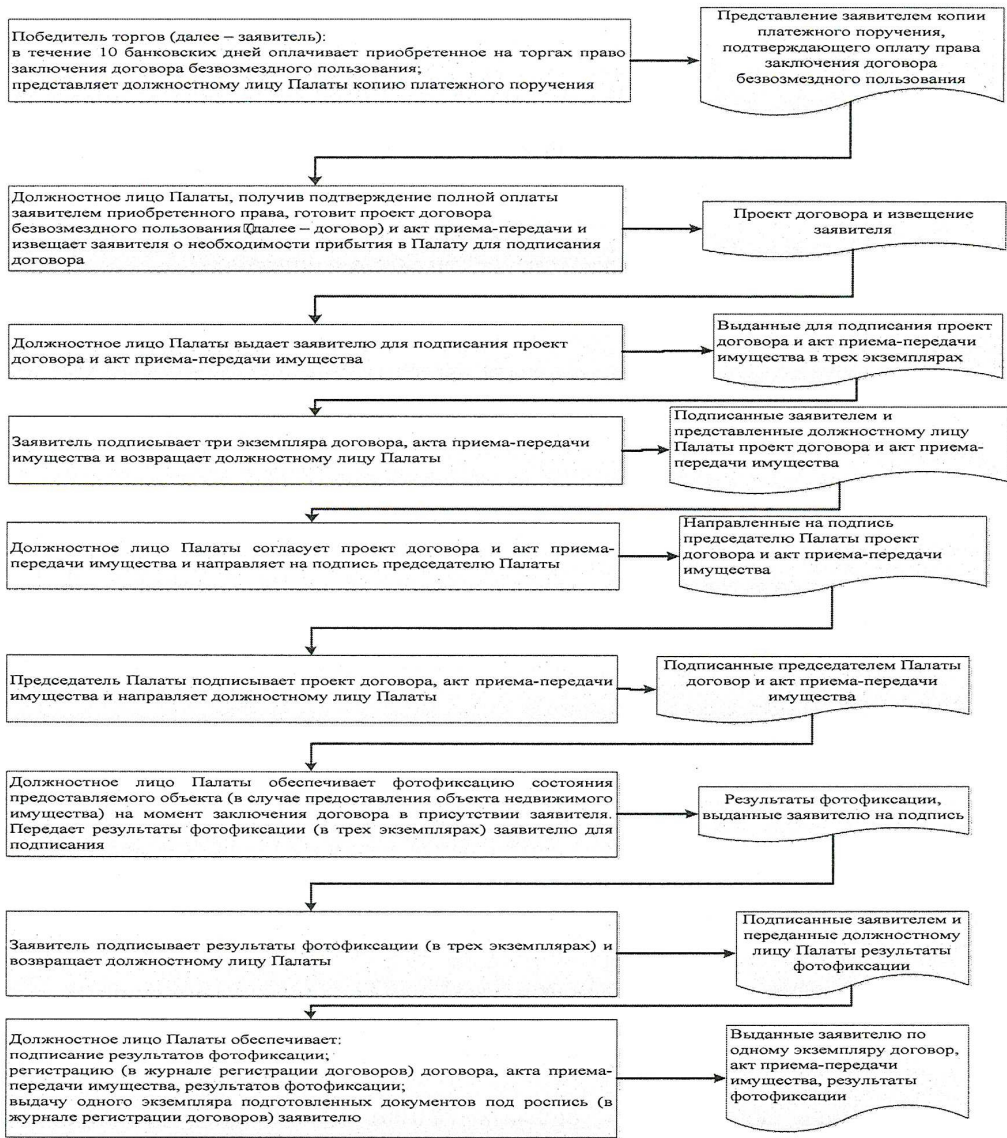 Победитель торгов (далее – заявитель):
в течение 10 банковских дней оплачивает приобретенное на торгах право
заключения договора безвозмездного пользования;
представляет должностному лицу Палаты копию платежного поручения
Представление заявителем копии
платежного поручения,
подтверждающего оплату права
заключения договора
безвозмездного пользования
Должностное лицо Палаты, получив подтверждение полной оплаты
заявителем приобретенного права, готовит проект договора
безвозмездного пользования (далее – договор) и акт приема-передачи и
извещает заявителя о необходимости прибытия в Палату для подписания
договора
Проект договора и извещение
заявителя
Должностное лицо Палаты выдает заявителю для подписания проект
договора и акт приема-передачи имущества
Выданные для подписания проект
договора и акт приема-передачи
имущества в трех экземплярах
Заявитель подписывает три экземпляра договора, акта приема-передачи
имущества и возвращает должностному лицу Палаты
Подписанные заявителем и
представленные должностному лицу
Палаты проект договора и акт приема-
передачи имущества
Должностное лицо Палаты согласует проект договора и акт приема-
передачи имущества и направляет на подпись председателю Палаты
Направленные на подпись
председателю Палаты проект
договора и акт приема-передачи
имущества
Председатель Палаты подписывает проект договора, акт приема-передачи
имущества и направляет должностному лицу Палаты
Подписанные председателем Палаты
договор и акт приема-передачи
имущества
Должностное лицо Палаты обеспечивает фотофиксацию состояния
предоставляемого объекта (в случае предоставления объекта недвижимого
имущества) на момент заключения договора в присутствии заявителя.
Передает результаты фотофиксации (в трех экземплярах) заявителю для
подписания
Результаты фотофиксации,
выданные заявителю на подпись
Заявитель подписывает результаты фотофиксации (в трех экземплярах) и
возвращает должностному лицу Палаты
Подписанные заявителем и
переданные должностному
лицу Палаты результаты
фотофиксации
Должностное лицо Палаты обеспечивает:
подписание результатов фотофиксации;
регистрацию (в журнале регистрации договоров) договора, акта приема-
передачи имущества, результатов фотофиксации;
выдачу одного экземпляра подготовленных документов под роспись (в
журнале регистрации договоров) заявителю
Выданные заявителю по
одному экземпляру договор,
акт приема-передачи
имущества, результаты
фотофиксации